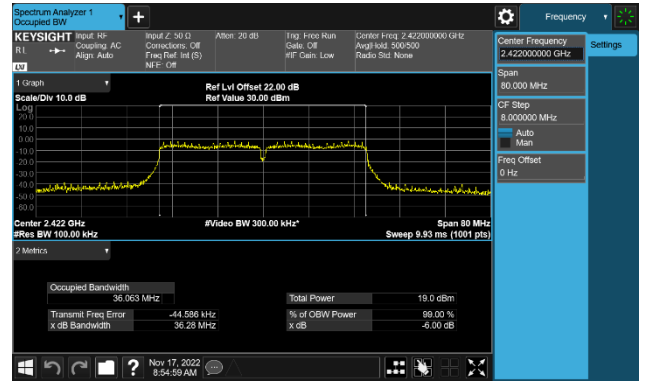 Spectrum Analyzer 1
Occupied BW
+
Frequency
KEYSIGHT Input: RF Input Z: 50 Ω Atten: 20 dB Trig: Free Run Center Freq: 2.422000000 GHz
RL Coupling: AC Corrections: Off Gate: Off Avg|Hold: 500/500
Align: Auto Freq Ref: Int (S) #IF Gain: Low Radio Std: None
NFE: Off
LXI
Center Frequency
2.422000000 GHz
Settings
Span
80.000 MHz
CF Step
8.000000 MHz
Auto
Man
Freq Offset
0 Hz
1 Graph
Ref Lvl Offset 22.00 dB
Scale/Div 10.0 dB Ref Value 30.00 dBm
Log
20.0
10.0
0.00
-10.0
-20.0
-30.0
-40.0
-50.0
-60.0
Center 2.422 GHz #Video BW 300.00 kHz* Span 80 MHz
#Res BW 100.00 kHz Sweep 9.93 ms (1001 pts)
2 Metrics
Occupied Bandwidth
36.063 MHz Total Power 19.0 dBm
Transmit Freq Error -44.586 kHz % of OBW Power 99.00 %
x dB Bandwidth 36.28 MHz x dB -6.00 dB
? Nov 17, 2022
8:54:59 AM